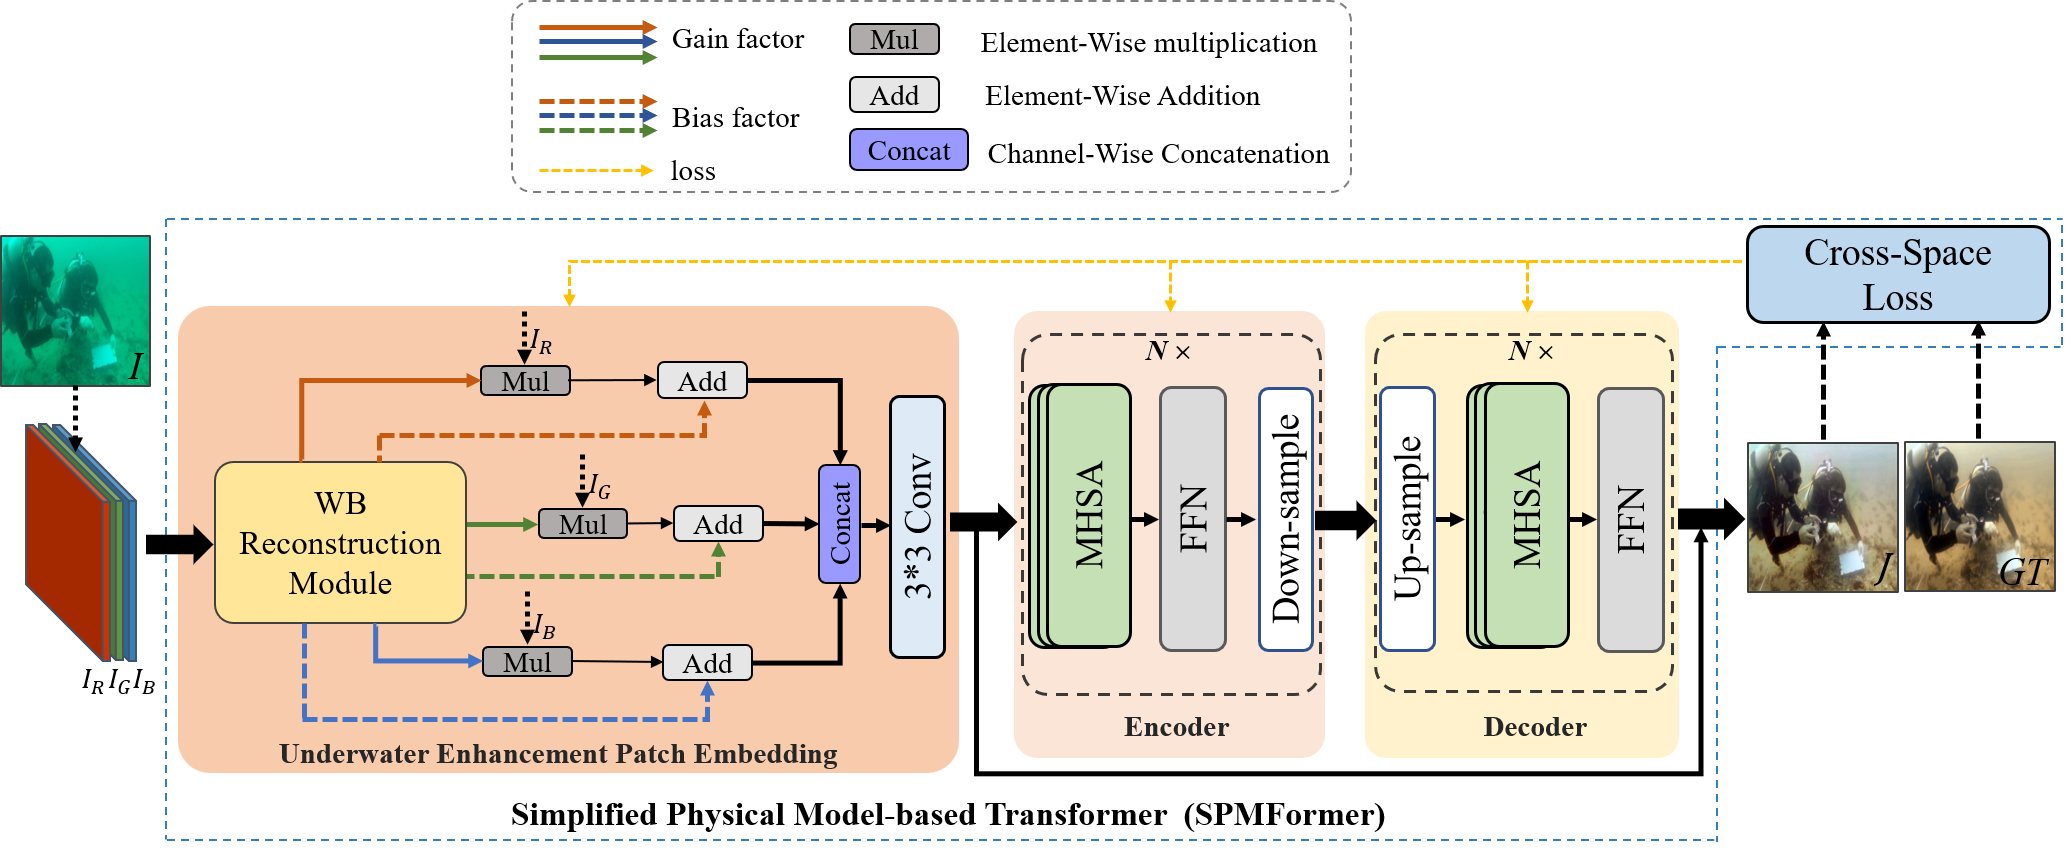 Gain factor
Mul
Element-Wise multiplication
Bias factor
Add
Element-Wise Addition
loss
Concat
Channel-Wise Concatenation
I
I_R I_G I_B
Cross-Space
Loss
I_R
Mul
Add
WB
Reconstruction
Module
I_G
Mul
Add
I_B
Mul
Add
Concat
3*3 Conv
Underwater Enhancement Patch Embedding
N ×
MHSA
FFN
Down-sample
Encoder
N ×
Up-sample
MHSA
FFN
Decoder
J
GT
Simplified Physical Model-based Transformer (SPMFormer)